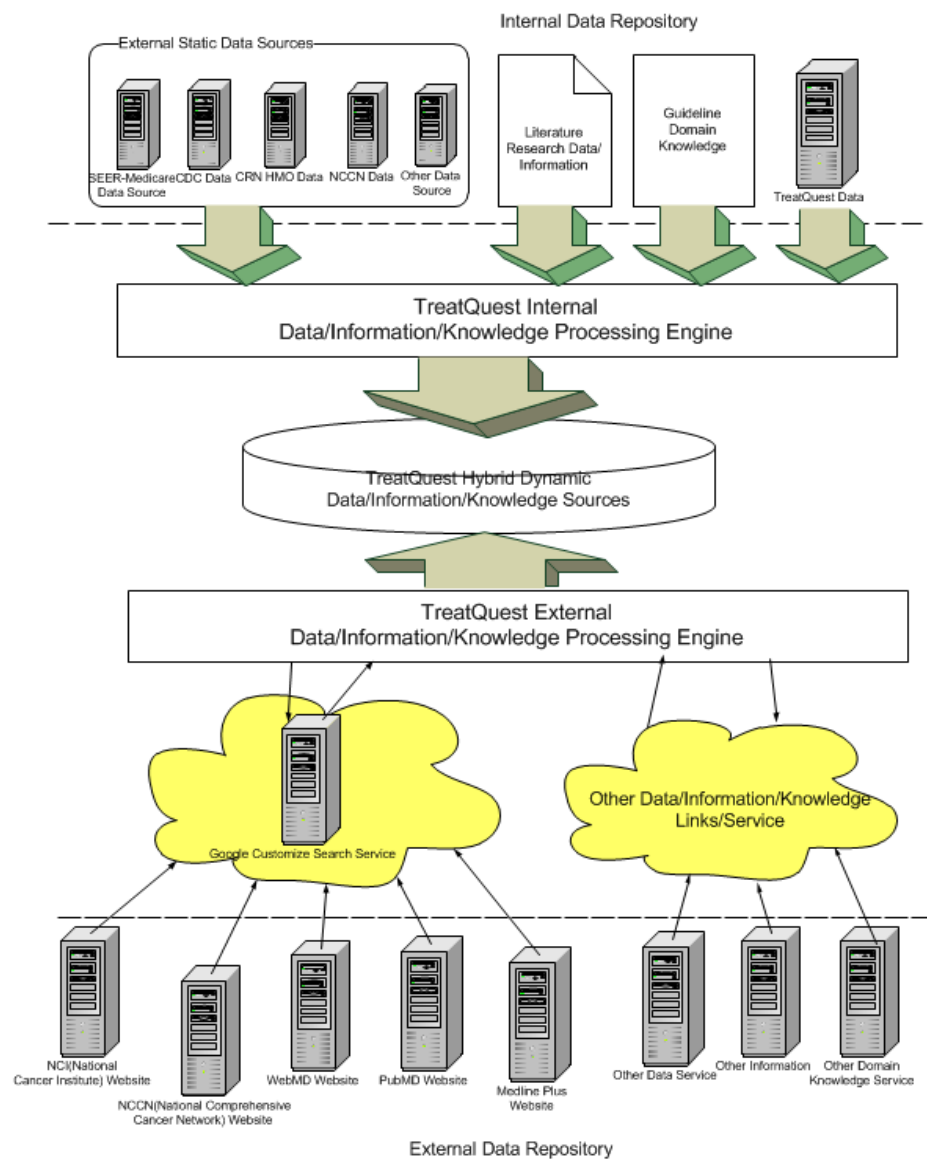 Internal Data Repository
External Static Data Sources
SEER-Medicare
Data Source
CDC Data
CRN HMO Data
NCCN Data
Other Data
Source
Literature
Research Data/
Information
Guideline
Domain
Knowledge
TreatQuest Data
TreatQuest Internal
Data/Information/Knowledge Processing Engine
TreatQuest Hybrid Dynamic
Data/Information/Knowledge Sources
TreatQuest External
Data/Information/Knowledge Processing Engine
Google Customize Search Service
Other Data/Information/Knowledge
Links/Service
NCI(National
Cancer Institute) Website
NCCN(National Comprehensive
Cancer Network) Website
WebMD Website
PubMD Website
Medline Plus
Website
Other Data Service
Other Information
Other Domain
Knowledge Service
External Data Repository